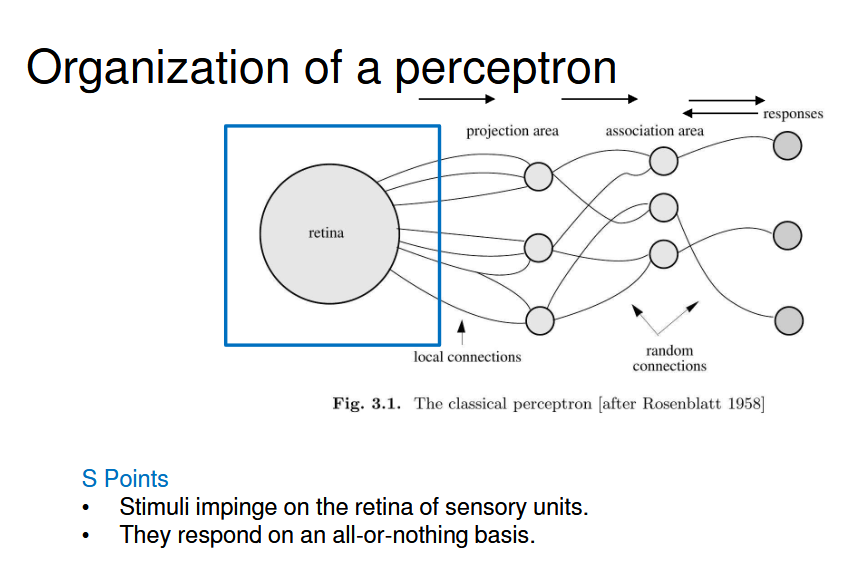 Organization of a perceptron
responses
projection area
association area
retina
local connections
random
connections
Fig. 3.1. The classical perceptron [after Rosenblatt 1958]
S Points
• Stimuli impinge on the retina of sensory units.
• They respond on an all-or-nothing basis.